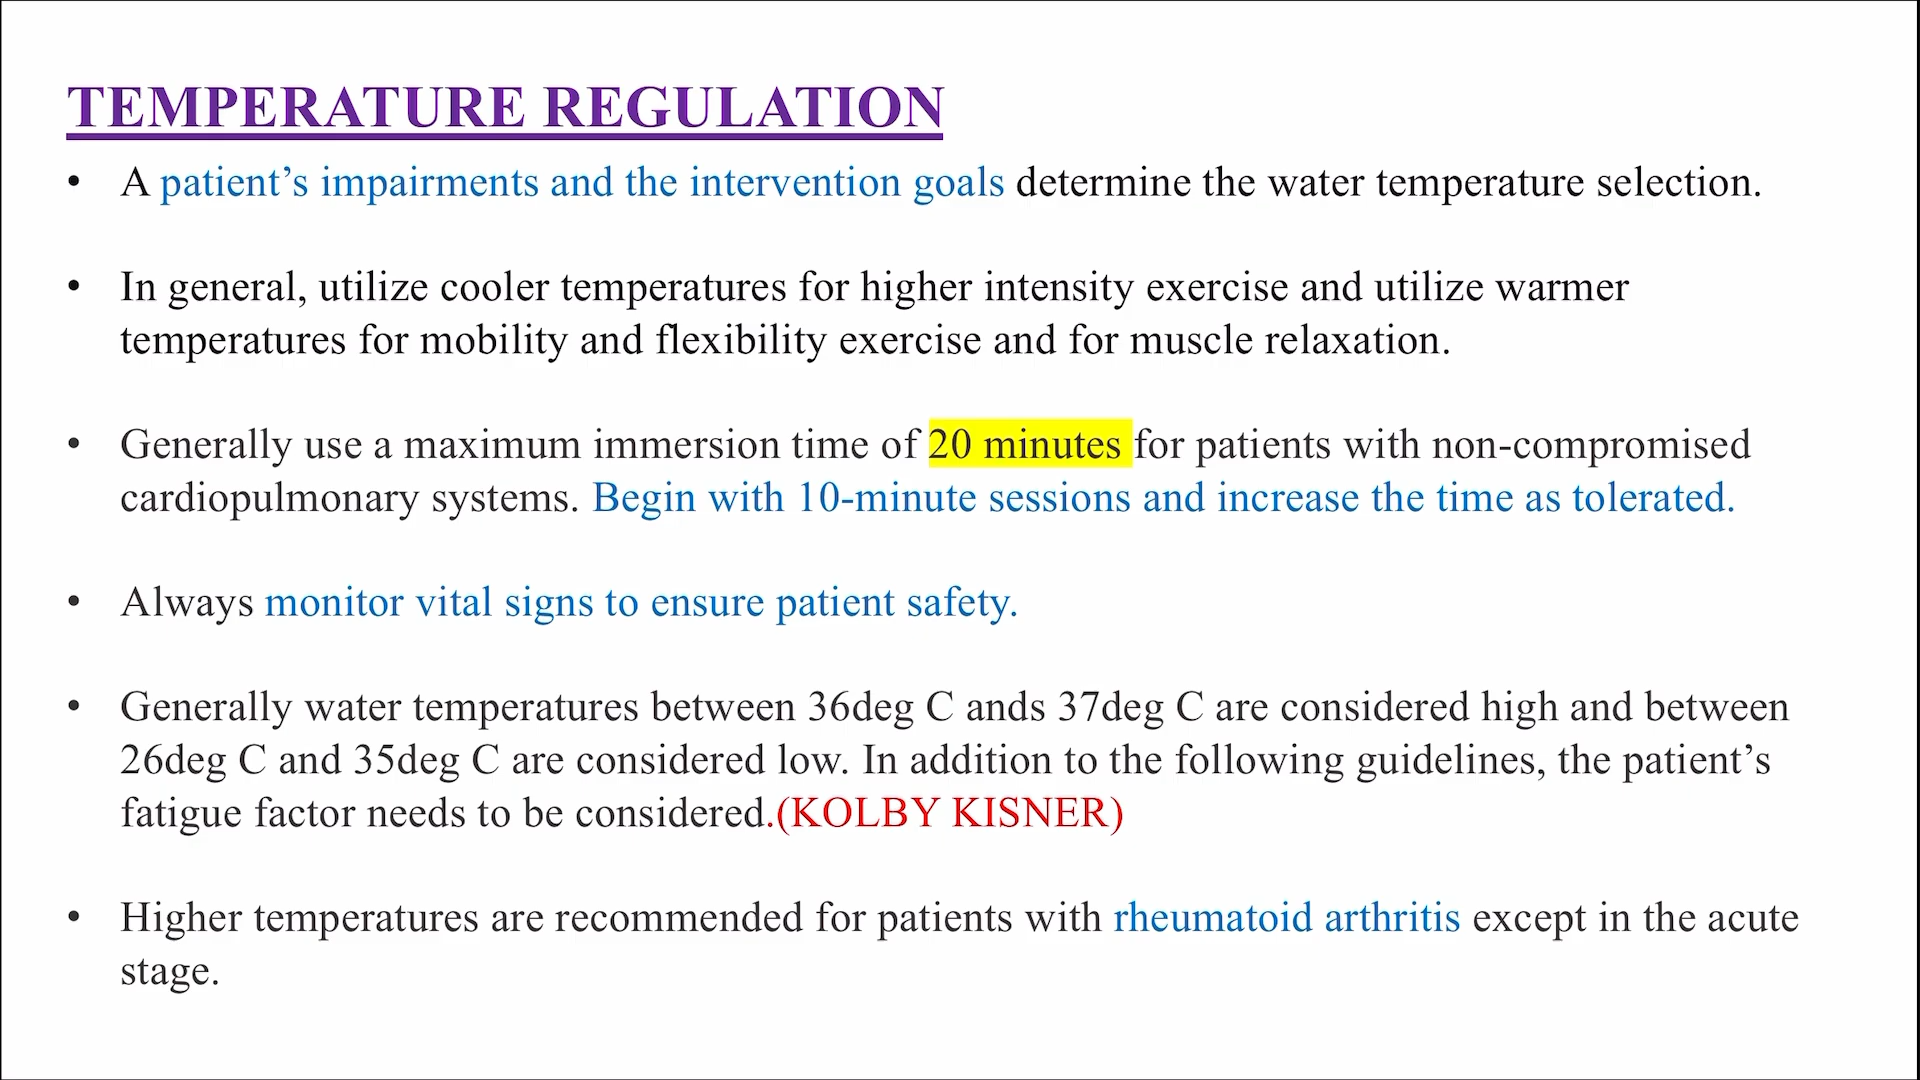 TEMPERATURE REGULATION
• A patient’s impairments and the intervention goals determine the water temperature selection.
• In general, utilize cooler temperatures for higher intensity exercise and utilize warmer
temperatures for mobility and flexibility exercise and for muscle relaxation.
• Generally use a maximum immersion time of 20 minutes for patients with non-compromised
cardiopulmonary systems. Begin with 10-minute sessions and increase the time as tolerated.
• Always monitor vital signs to ensure patient safety.
• Generally water temperatures between 36deg C ands 37deg C are considered high and between
26deg C and 35deg C are considered low. In addition to the following guidelines, the patient’s
fatigue factor needs to be considered.(KOLBY KISNER)
• Higher temperatures are recommended for patients with rheumatoid arthritis except in the acute
stage.